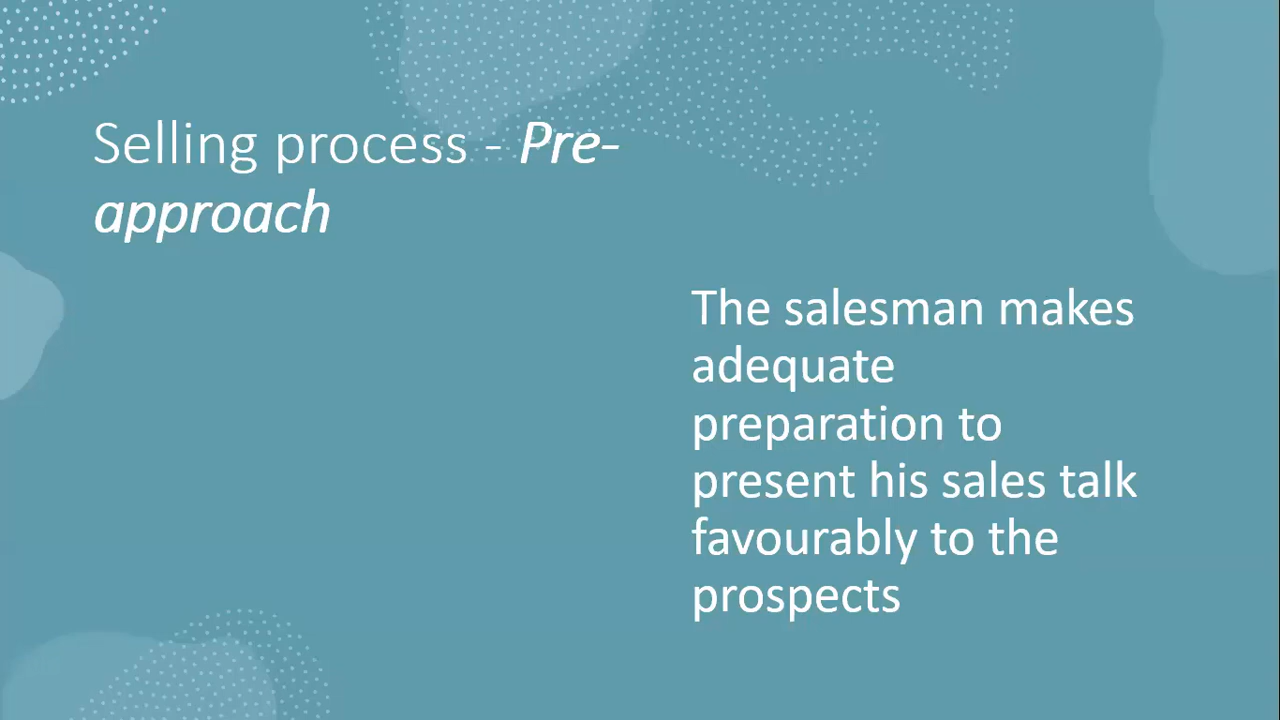 Selling process - Pre-
approach
The salesman makes
adequate
preparation to
present his sales talk
favourably to the
prospects